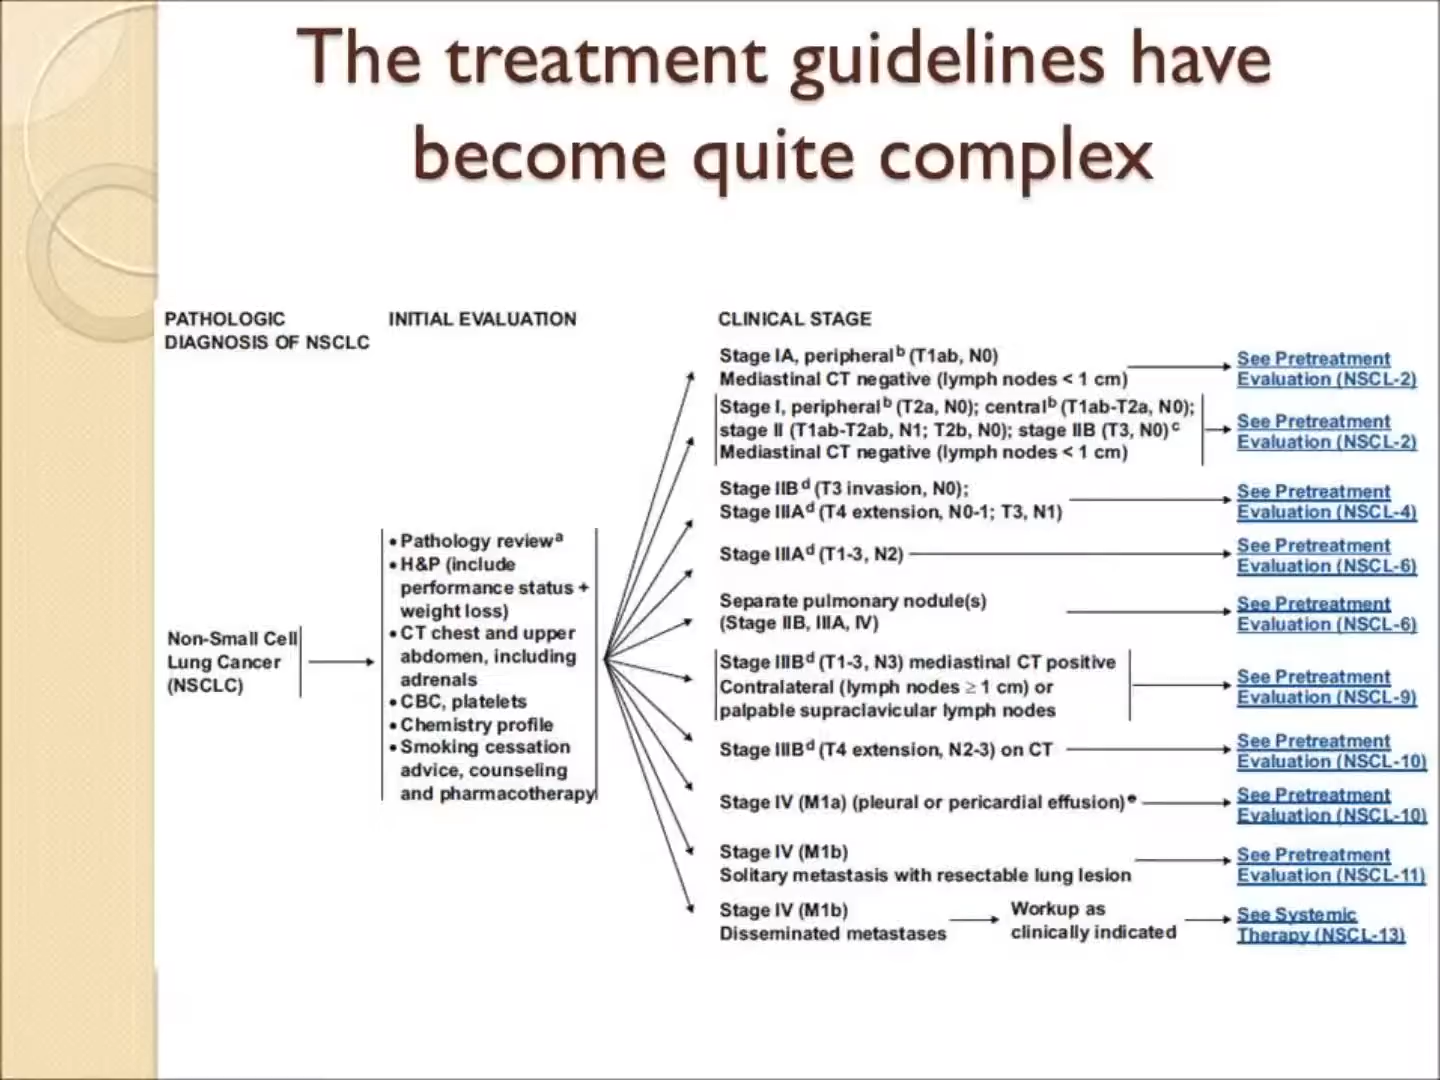 The treatment guidelines have
become quite complex
PATHOLOGIC
DIAGNOSIS OF NSCLC
INITIAL EVALUATION
CLINICAL STAGE
Non-Small Cell
Lung Cancer
(NSCLC)
• Pathology reviewᵃ
• H&P (include
performance status +
weight loss)
• CT chest and upper
abdomen, including
adrenals
• CBC, platelets
• Chemistry profile
• Smoking cessation
advice, counseling
and pharmacotherapy
Stage IA, peripheralᵇ (T1ab, N0)
Mediastinal CT negative (lymph nodes < 1 cm)
See Pretreatment
Evaluation (NSCL-2)
Stage I, peripheralᵇ (T2a, N0); centralᵇ (T1ab-T2a, N0);
stage II (T1ab-T2ab, N1; T2b, N0); stage IIB (T3, N0)ᶜ
Mediastinal CT negative (lymph nodes < 1 cm)
See Pretreatment
Evaluation (NSCL-2)
Stage IIBᵈ (T3 invasion, N0);
Stage IIIAᵈ (T4 extension, N0-1; T3, N1)
See Pretreatment
Evaluation (NSCL-4)
Stage IIIAᵈ (T1-3, N2)
See Pretreatment
Evaluation (NSCL-6)
Separate pulmonary nodule(s)
(Stage IIB, IIIA, IV)
See Pretreatment
Evaluation (NSCL-6)
Stage IIIBᵈ (T1-3, N3) mediastinal CT positive
Contralateral (lymph nodes ≥ 1 cm) or
palpable supraclavicular lymph nodes
See Pretreatment
Evaluation (NSCL-9)
Stage IIIBᵈ (T4 extension, N2-3) on CT
See Pretreatment
Evaluation (NSCL-10)
Stage IV (M1a) (pleural or pericardial effusion)ᵉ
See Pretreatment
Evaluation (NSCL-10)
Stage IV (M1b)
Solitary metastasis with resectable lung lesion
See Pretreatment
Evaluation (NSCL-11)
Stage IV (M1b)
Disseminated metastases
Workup as
clinically indicated
See Systemic
Therapy (NSCL-13)